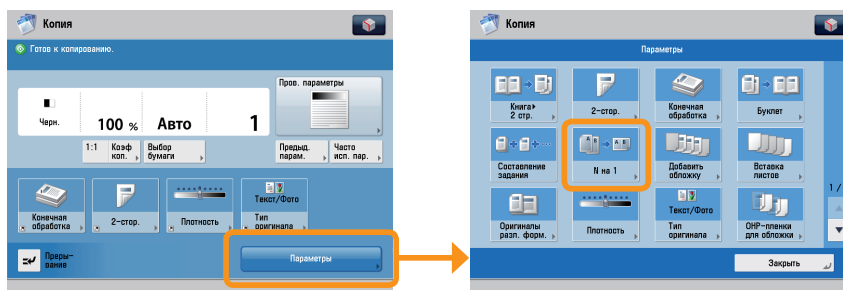 Копия
Готов к копированию.
Пров. параметры
Черн.
100 %
Авто
1
1:1
Коэф
коп.
Выбор
бумаги
Предыд.
парам.
Часто
исп. пар.
Конечная
обработка
2-стор.
Плотность
Текст/Фото
Тип
оригинала
Преры-
вание
Параметры
Копия
Параметры
Книга
2 стр.
2-стор.
Конечная
обработка
Буклет
Составление
задания
A B
A B
N на 1
Добавить
обложку
Вставка
листов
Оригиналы
разл. форм.
Плотность
Текст/Фото
Тип
оригинала
OHP-пленки
для обложки
1 /
Закрыть